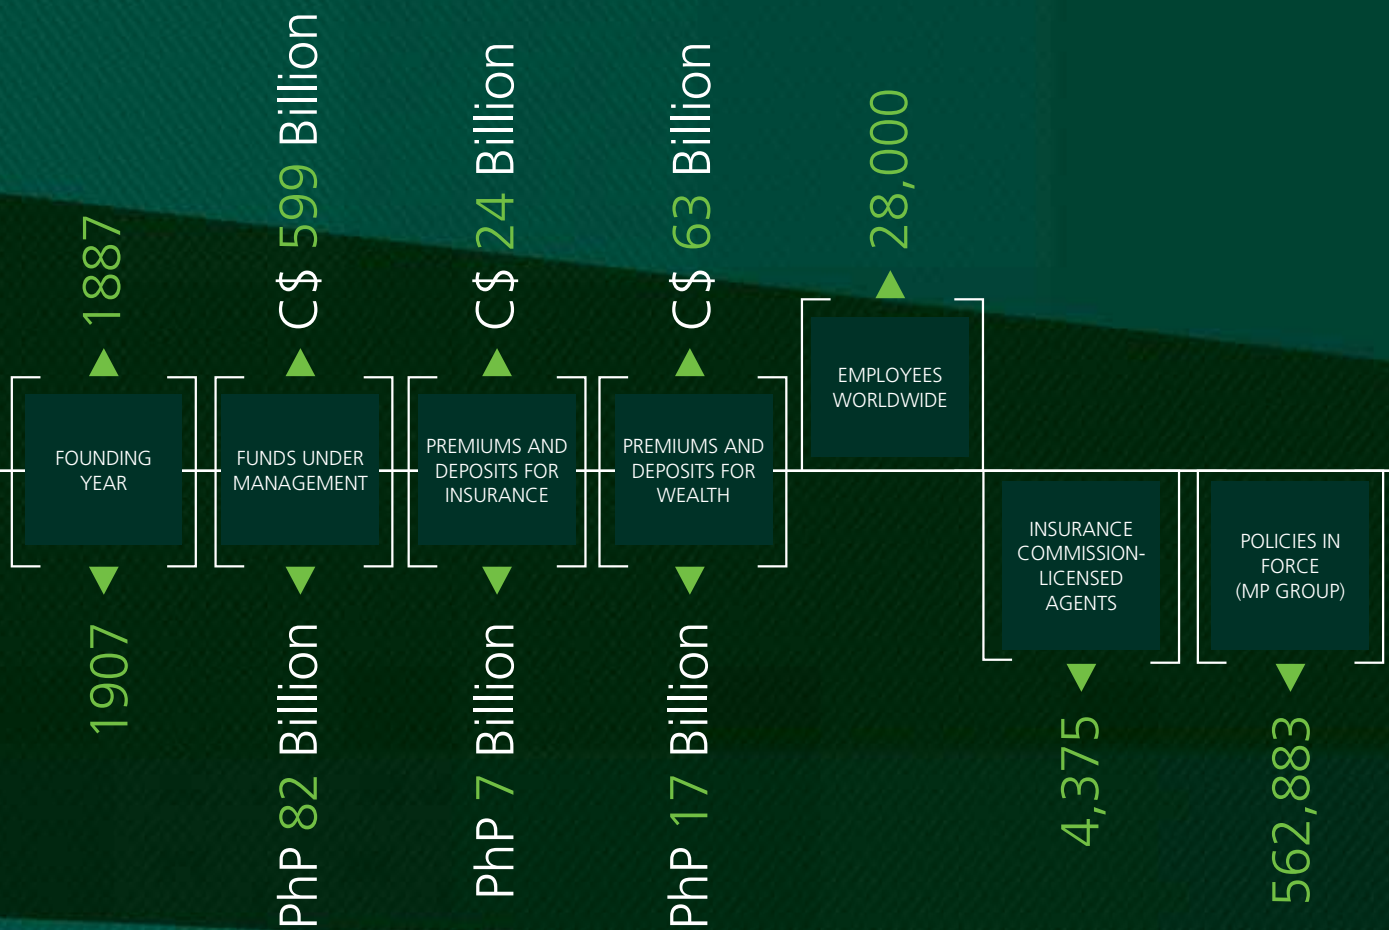 1887
C$ 599 Billion
C$ 24 Billion
C$ 63 Billion
28,000
FOUNDING
YEAR
FUNDS UNDER
MANAGEMENT
PREMIUMS AND
DEPOSITS FOR
INSURANCE
PREMIUMS AND
DEPOSITS FOR
WEALTH
EMPLOYEES
WORLDWIDE
INSURANCE
COMMISSION-
LICENSED
AGENTS
POLICIES IN
FORCE
(MP GROUP)
1907
PhP 82 Billion
PhP 7 Billion
PhP 17 Billion
4,375
562,883